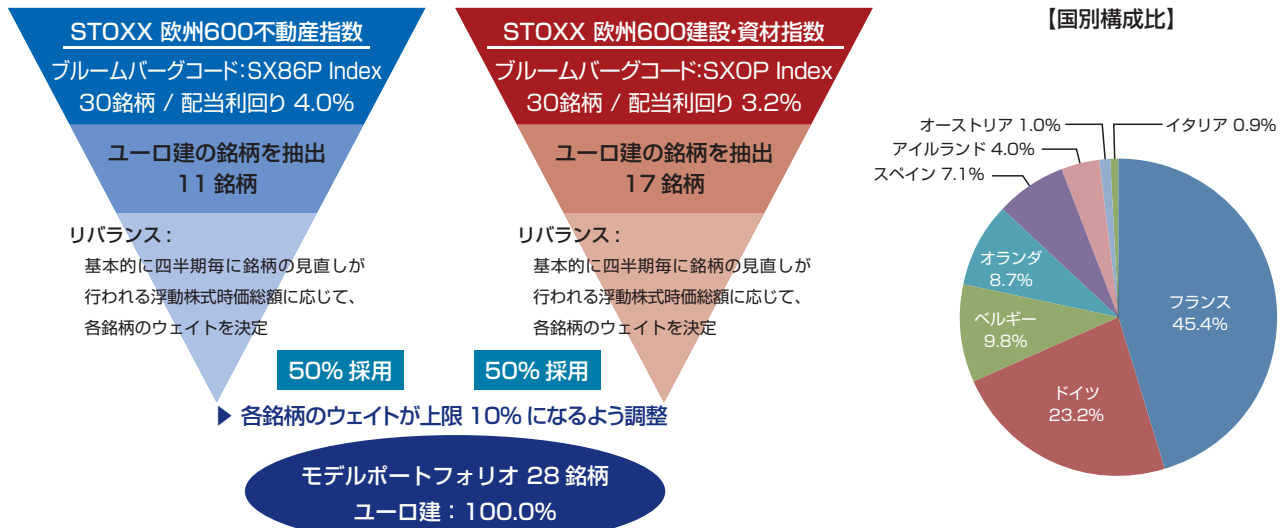 STOXX 欧州600不動産指数
ブルームバーグコード:SX86P Index
30銘柄 / 配当利回り 4.0%
ユーロ建の銘柄を抽出
11 銘柄
リバランス :
基本的に四半期毎に銘柄の見直しが
行われる浮動株式時価総額に応じて、
各銘柄のウェイトを決定
50% 採用
STOXX 欧州600建設・資材指数
ブルームバーグコード:SXOP Index
30銘柄 / 配当利回り 3.2%
ユーロ建の銘柄を抽出
17 銘柄
リバランス :
基本的に四半期毎に銘柄の見直しが
行われる浮動株式時価総額に応じて、
各銘柄のウェイトを決定
50% 採用
▶ 各銘柄のウェイトが上限 10% になるよう調整
モデルポートフォリオ 28 銘柄
ユーロ建 : 100.0%
【国別構成比】
オーストリア 1.0%
イタリア 0.9%
アイルランド 4.0%
スペイン 7.1%
オランダ
8.7%
ベルギー
9.8%
フランス
45.4%
ドイツ
23.2%